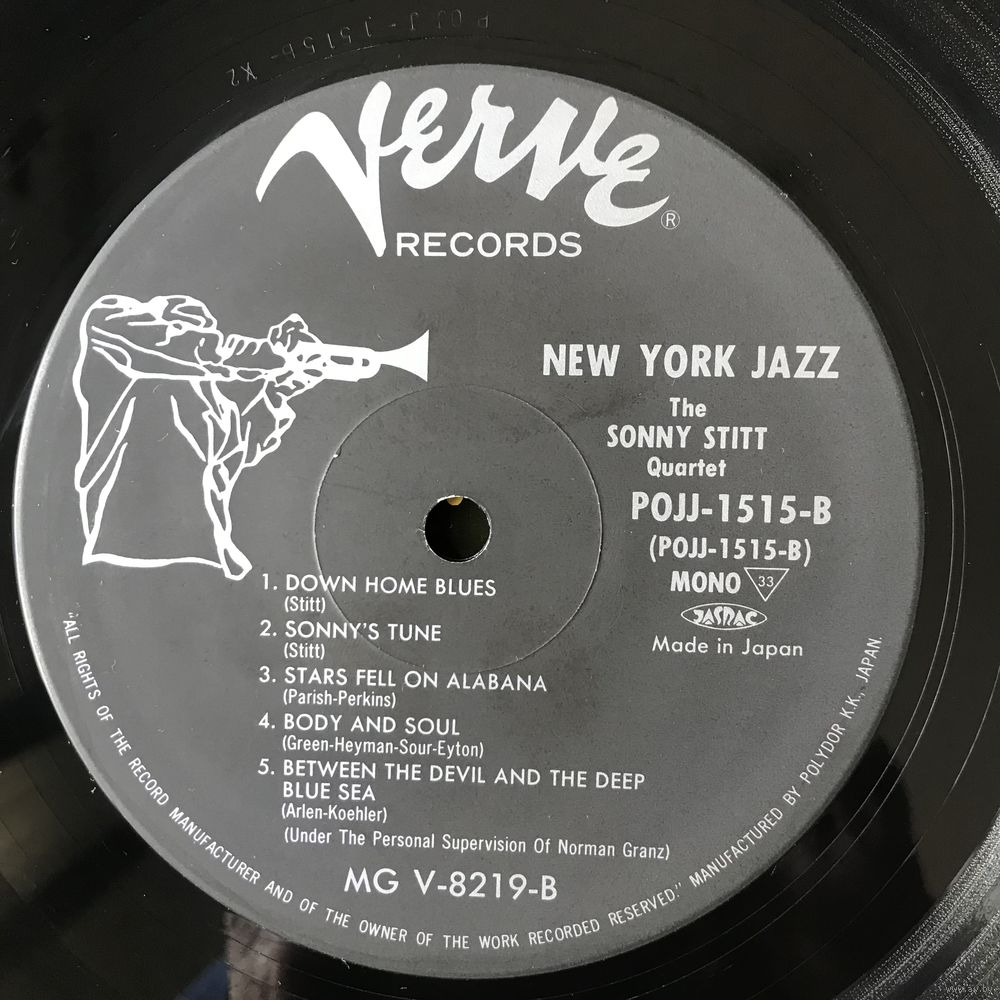 POJJ-1515B K2
VERVE
®
RECORDS
NEW YORK JAZZ
The
SONNY STITT
Quartet
POJJ-1515-B
(POJJ-1515-B)
MONO 33
JASRAC
Made in Japan
1. DOWN HOME BLUES
(Stitt)
2. SONNY'S TUNE
(Stitt)
3. STARS FELL ON ALABANA
(Parish-Perkins)
4. BODY AND SOUL
(Green-Heyman-Sour-Eyton)
5. BETWEEN THE DEVIL AND THE DEEP
BLUE SEA
(Arlen-Koehler)
(Under The Personal Supervision Of Norman Granz)
MG V-8219-B
"ALL RIGHTS OF THE RECORD MANUFACTURER AND OF THE OWNER OF THE WORK RECORDED RESERVED." MANUFACTURED BY POLYDOR K.K., JAPAN.